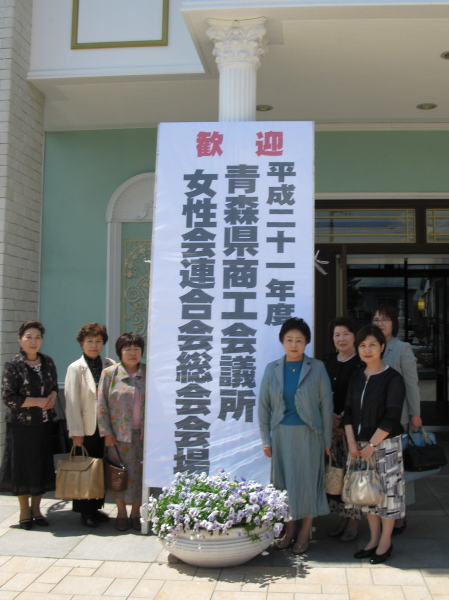 歓迎
平成二十一年度
青森県商工会議所
女性会連合会総会会場